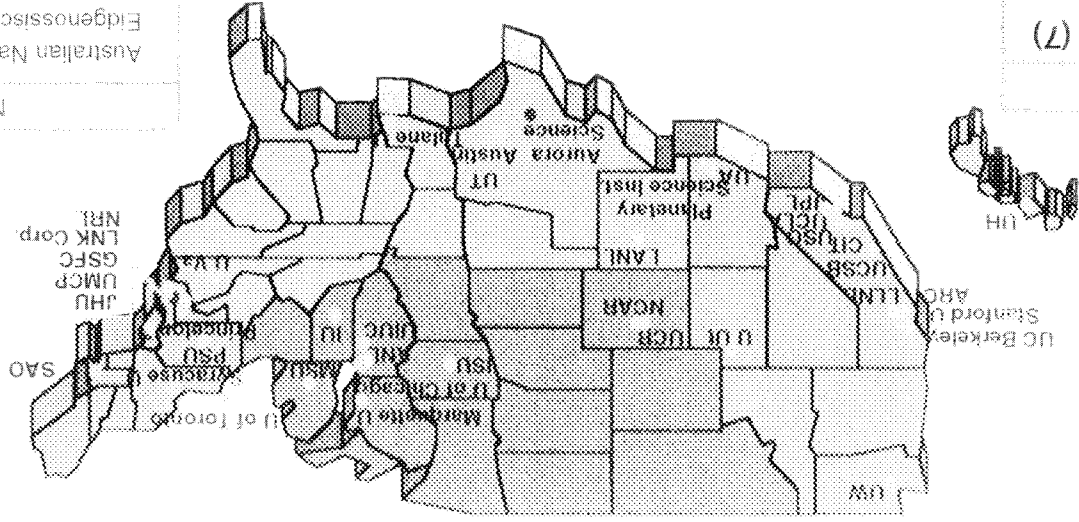 UW
Marquette U
U of Toronto
U of Chicago
Syracuse U
SAO
UC Berkeley
Stanford U
ARC
U Ut
UCB
NCAR
ISU
ANL
UIUC
IU
MSU
PSU
Princeton
LLNL
UCSB
CIT
UCLA
JPL
JHU
UMCP
GSFC
LNK Corp.
NRL
U Va
LANL
Planetary
Science Inst
UA
UT
Aurora Austin
Science
Tulane
UH
(7)
N
Australian Na
Eidgenossisc